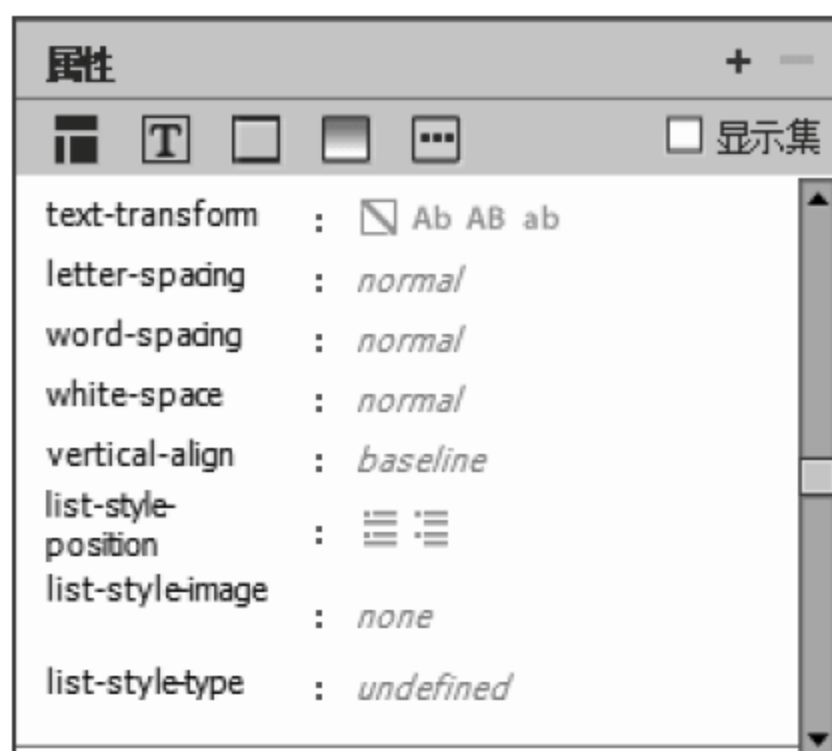 属性
T 显示集
text-transform : Ab AB ab
letter-spacing : normal
word-spacing : normal
white-space : normal
vertical-align : baseline
list-style-
position :
list-style-image : none
list-style-type : undefined